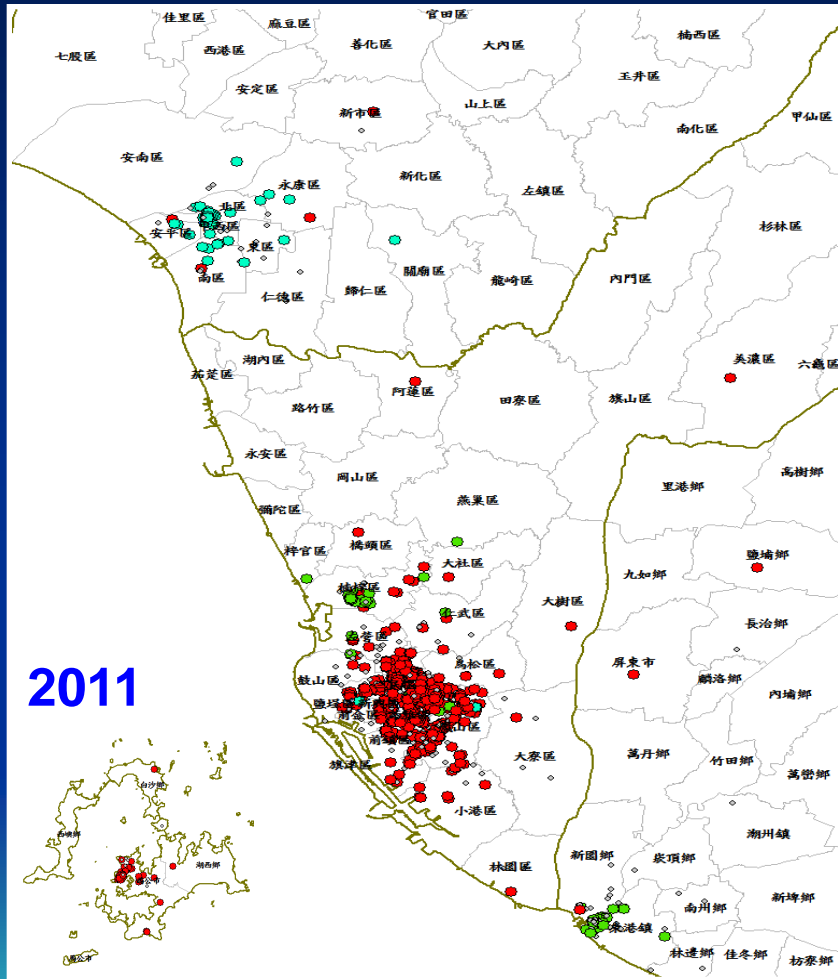 官田區
佳里區
麻豆區
楠西區
西港區
善化區
大內區
七股區
玉井區
安定區
山上區
新市區
甲仙區
南化區
安南區
新化區
永康區
左鎮區
北區
杉林區
安平區
東區
關廟區
南區
龍崎區
內門區
歸仁區
仁德區
湖內區
美濃區
六龜區
茄萣區
阿蓮區
路竹區
田寮區
旗山區
永安區
高樹鄉
岡山區
里港鄉
燕巢區
彌陀區
橋頭區
梓官區
鹽埔鄉
大社區
九如鄉
楠梓區
大樹區
仁武區
長治鄉
左營區
鳥松區
屏東市
鼓山區
麟洛鄉
2011
內埔鄉
鹽埕區
前金區
鳳山區
前鎮區
萬丹鄉
大寮區
竹田鄉
旗津區
萬巒鄉
白沙鄉
小港區
西嶼鄉
潮州鎮
新園鄉
崁頂鄉
湖西鄉
林園區
馬公市
新埤鄉
南州鄉
東港鎮
林邊鄉
佳冬鄉
枋寮鄉
馬公市